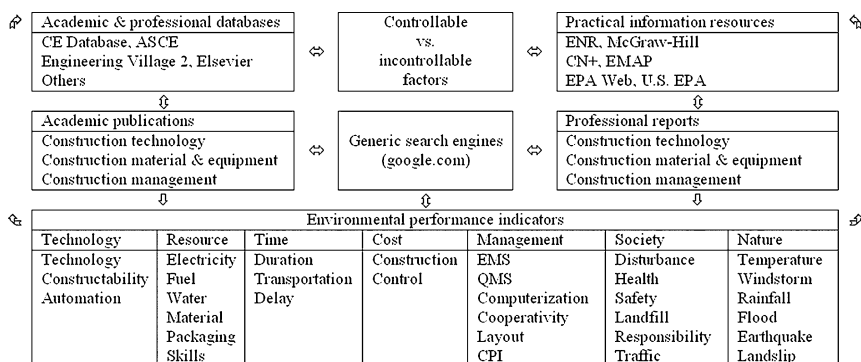 Academic & professional databases
CE Database, ASCE
Engineering Village 2, Elsevier
Others
Controllable
vs.
incontrollable
factors
Practical information resources
ENR, McGraw-Hill
CN+, EMAP
EPA Web, U.S. EPA
Academic publications
Construction technology
Construction material & equipment
Construction management
Generic search engines
(google.com)
Professional reports
Construction technology
Construction material & equipment
Construction management
Environmental performance indicators
Technology Resource Time Cost Management Society Nature
Technology Electricity Duration Construction EMS Disturbance Temperature
Constructability Fuel Transportation Control QMS Health Windstorm
Automation Water Delay Computerization Safety Rainfall
Material Cooperativity Landfill Flood
Packaging Layout Responsibility Earthquake
Skills CPI Traffic Landslip